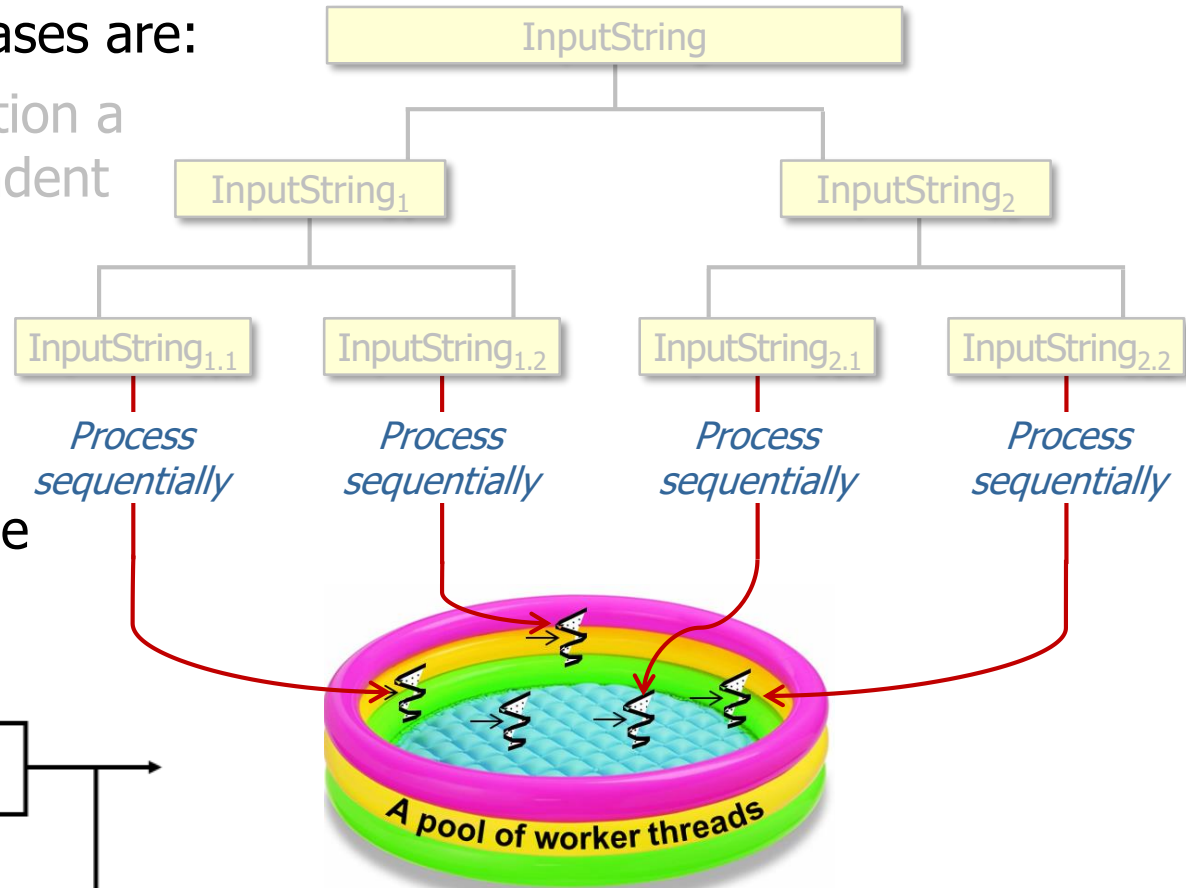 ases are:
tion a
dent
e
InputString
InputString₁
InputString₂
InputString₁.₁
InputString₁.₂
InputString₂.₁
InputString₂.₂
Process
sequentially
Process
sequentially
Process
sequentially
Process
sequentially
A pool of worker threads